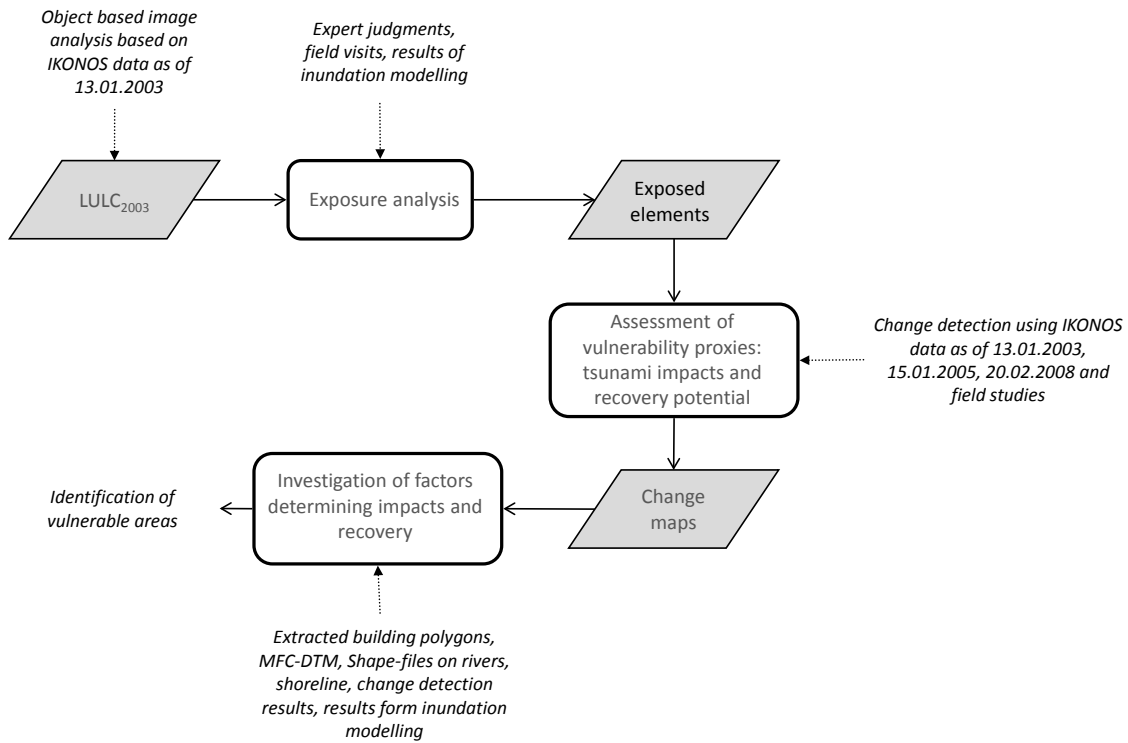 Object based image
analysis based on
IKONOS data as of
13.01.2003
Expert judgments,
field visits, results of
inundation modelling
LULC2003
Exposure analysis
Exposed
elements
Assessment of
vulnerability proxies:
tsunami impacts and
recovery potential
Change detection using IKONOS
data as of 13.01.2003,
15.01.2005, 20.02.2008 and
field studies
Change
maps
Investigation of factors
determining impacts and
recovery
Identification of
vulnerable areas
Extracted building polygons,
MFC-DTM, Shape-files on rivers,
shoreline, change detection
results, results form inundation
modelling